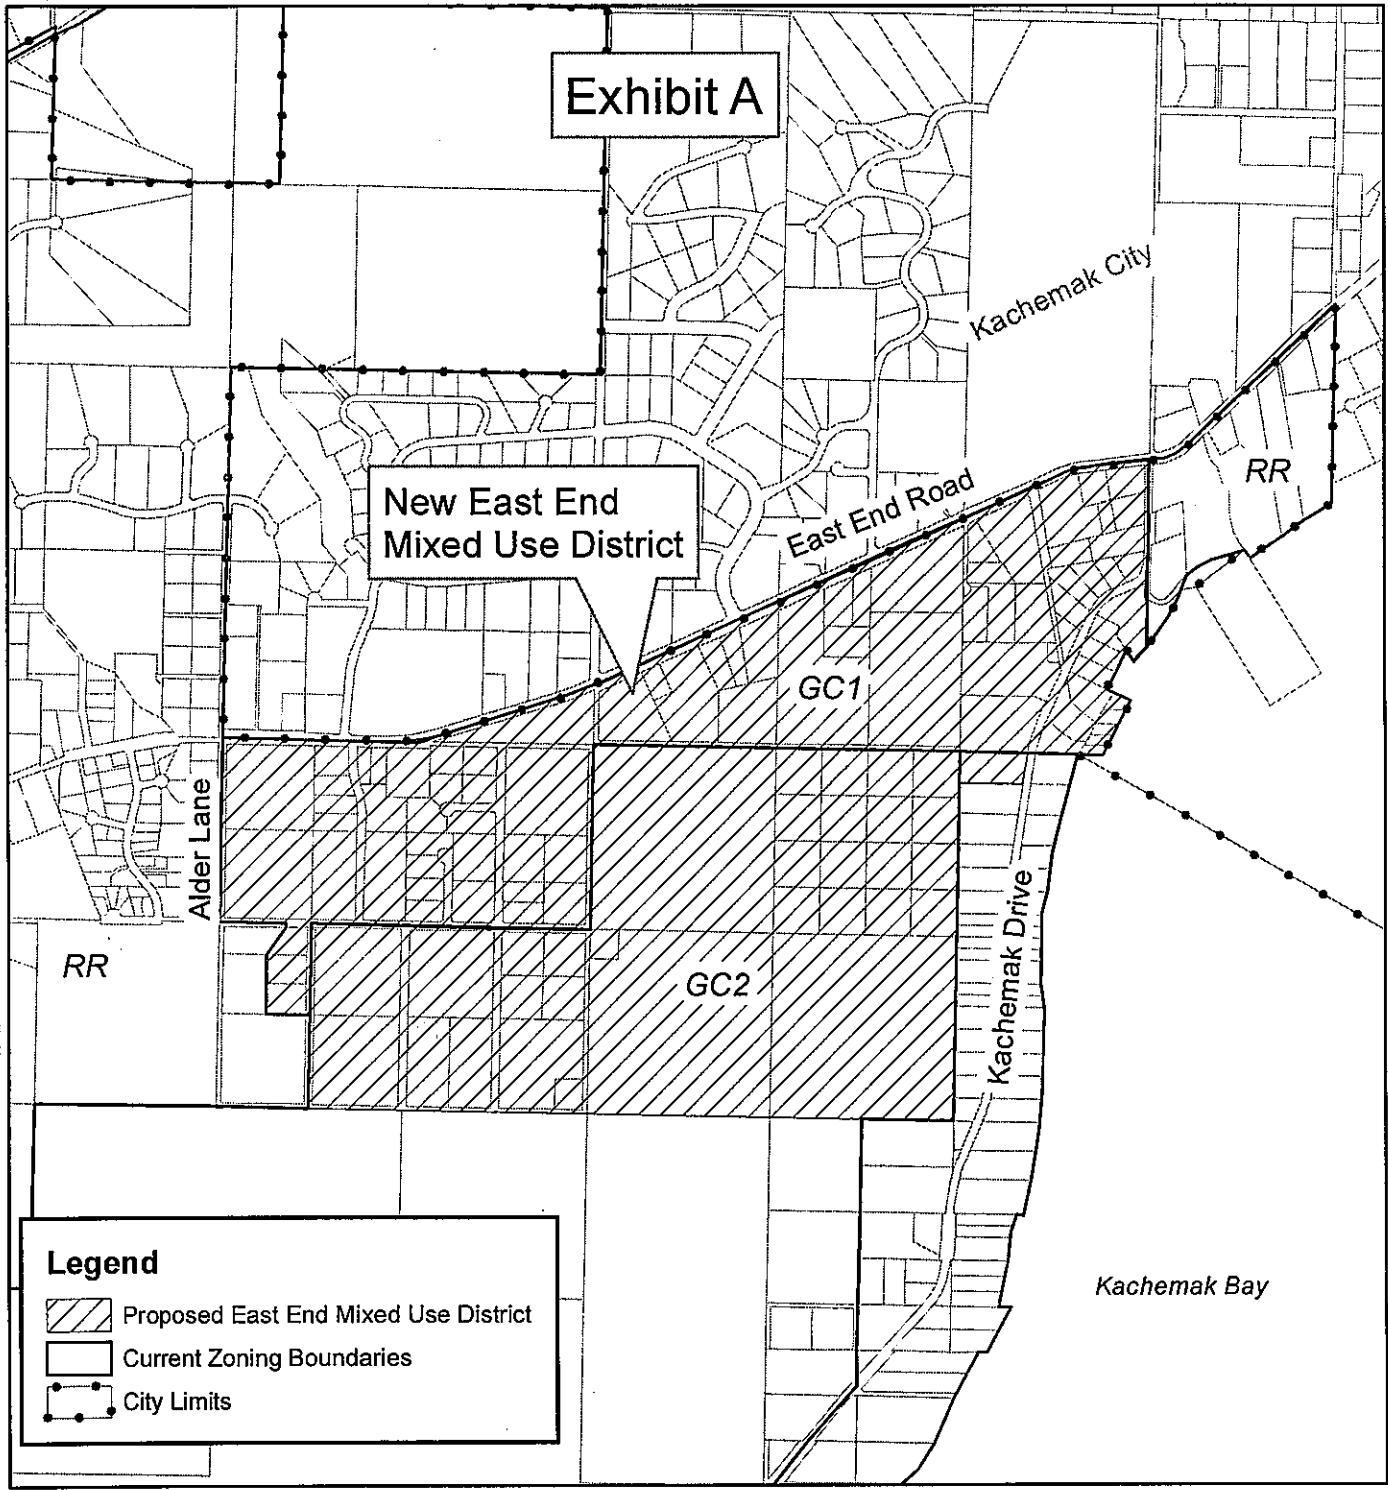 Exhibit A
Kachemak City
RR
New East End
Mixed Use District
East End Road
GC1
Alder Lane
RR
GC2
Kachemak Drive
Kachemak Bay
Legend
Proposed East End Mixed Use District
Current Zoning Boundaries
City Limits